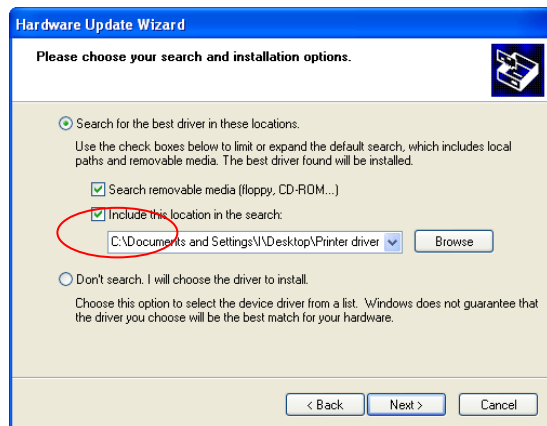 Hardware Update Wizard
Please choose your search and installation options.
Search for the best driver in these locations.
Use the check boxes below to limit or expand the default search, which includes local
paths and removable media. The best driver found will be installed.
Search removable media (floppy, CD-ROM...)
Include this location in the search:
C:\Documents and Settings\I\Desktop\Printer driver
Browse
Don't search. I will choose the driver to install.
Choose this option to select the device driver from a list. Windows does not guarantee that
the driver you choose will be the best match for your hardware.
< Back
Next >
Cancel